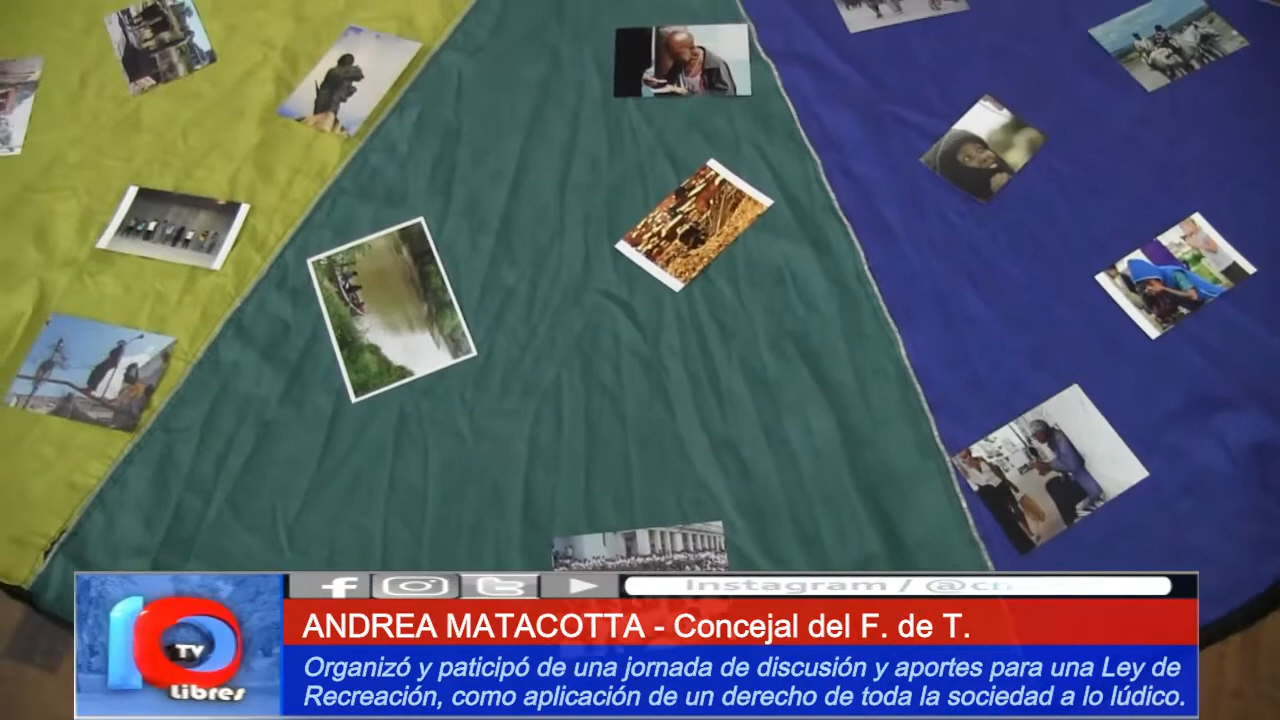 Instagram / @cn
ANDREA MATACOTTA - Concejal del F. de T.
10
TV
Libres
Organizó y paticipó de una jornada de discusión y aportes para una Ley de
Recreación, como aplicación de un derecho de toda la sociedad a lo lúdico.